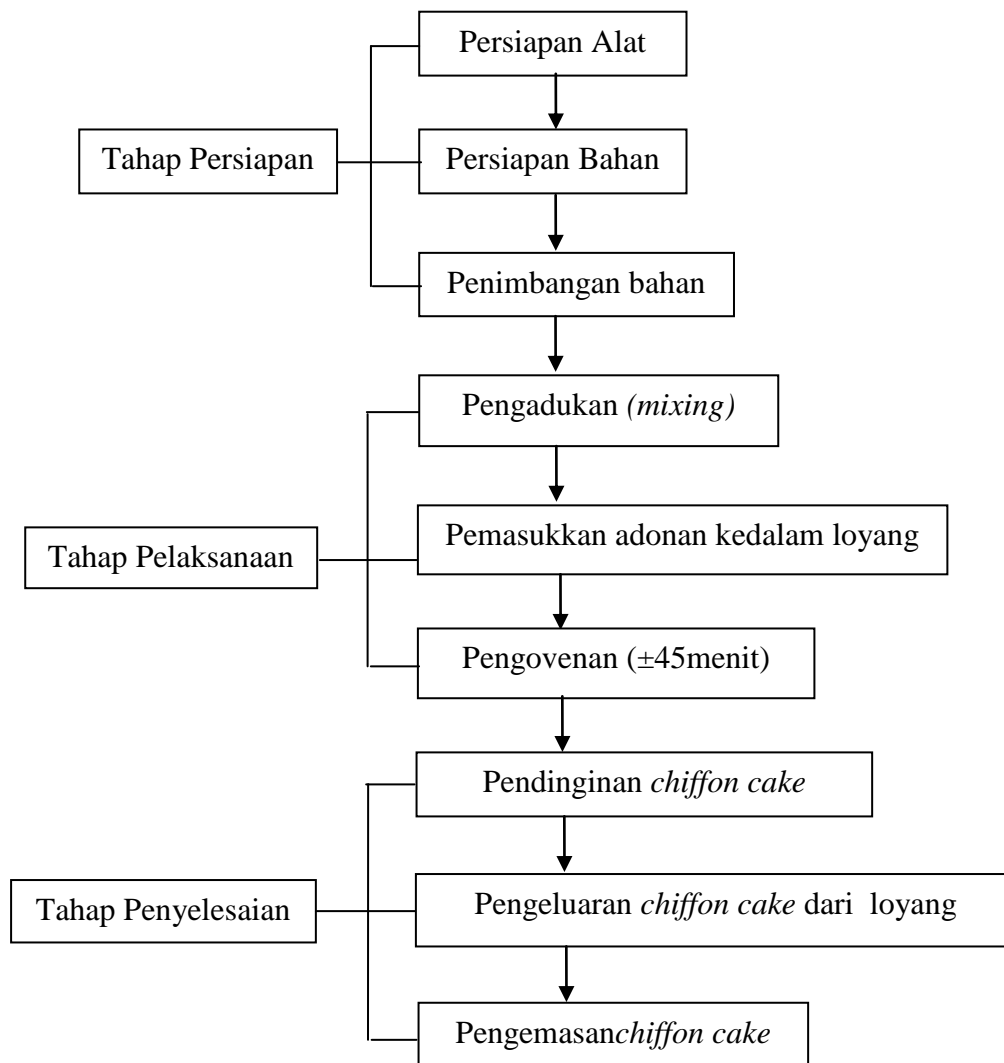 Persiapan Alat
Tahap Persiapan
Persiapan Bahan
Penimbangan bahan
Pengadukan (mixing)
Tahap Pelaksanaan
Pemasukkan adonan kedalam loyang
Pengovenan (±45menit)
Pendinginan chiffon cake
Tahap Penyelesaian
Pengeluaran chiffon cake dari  loyang
Pengemasanchiffon cake